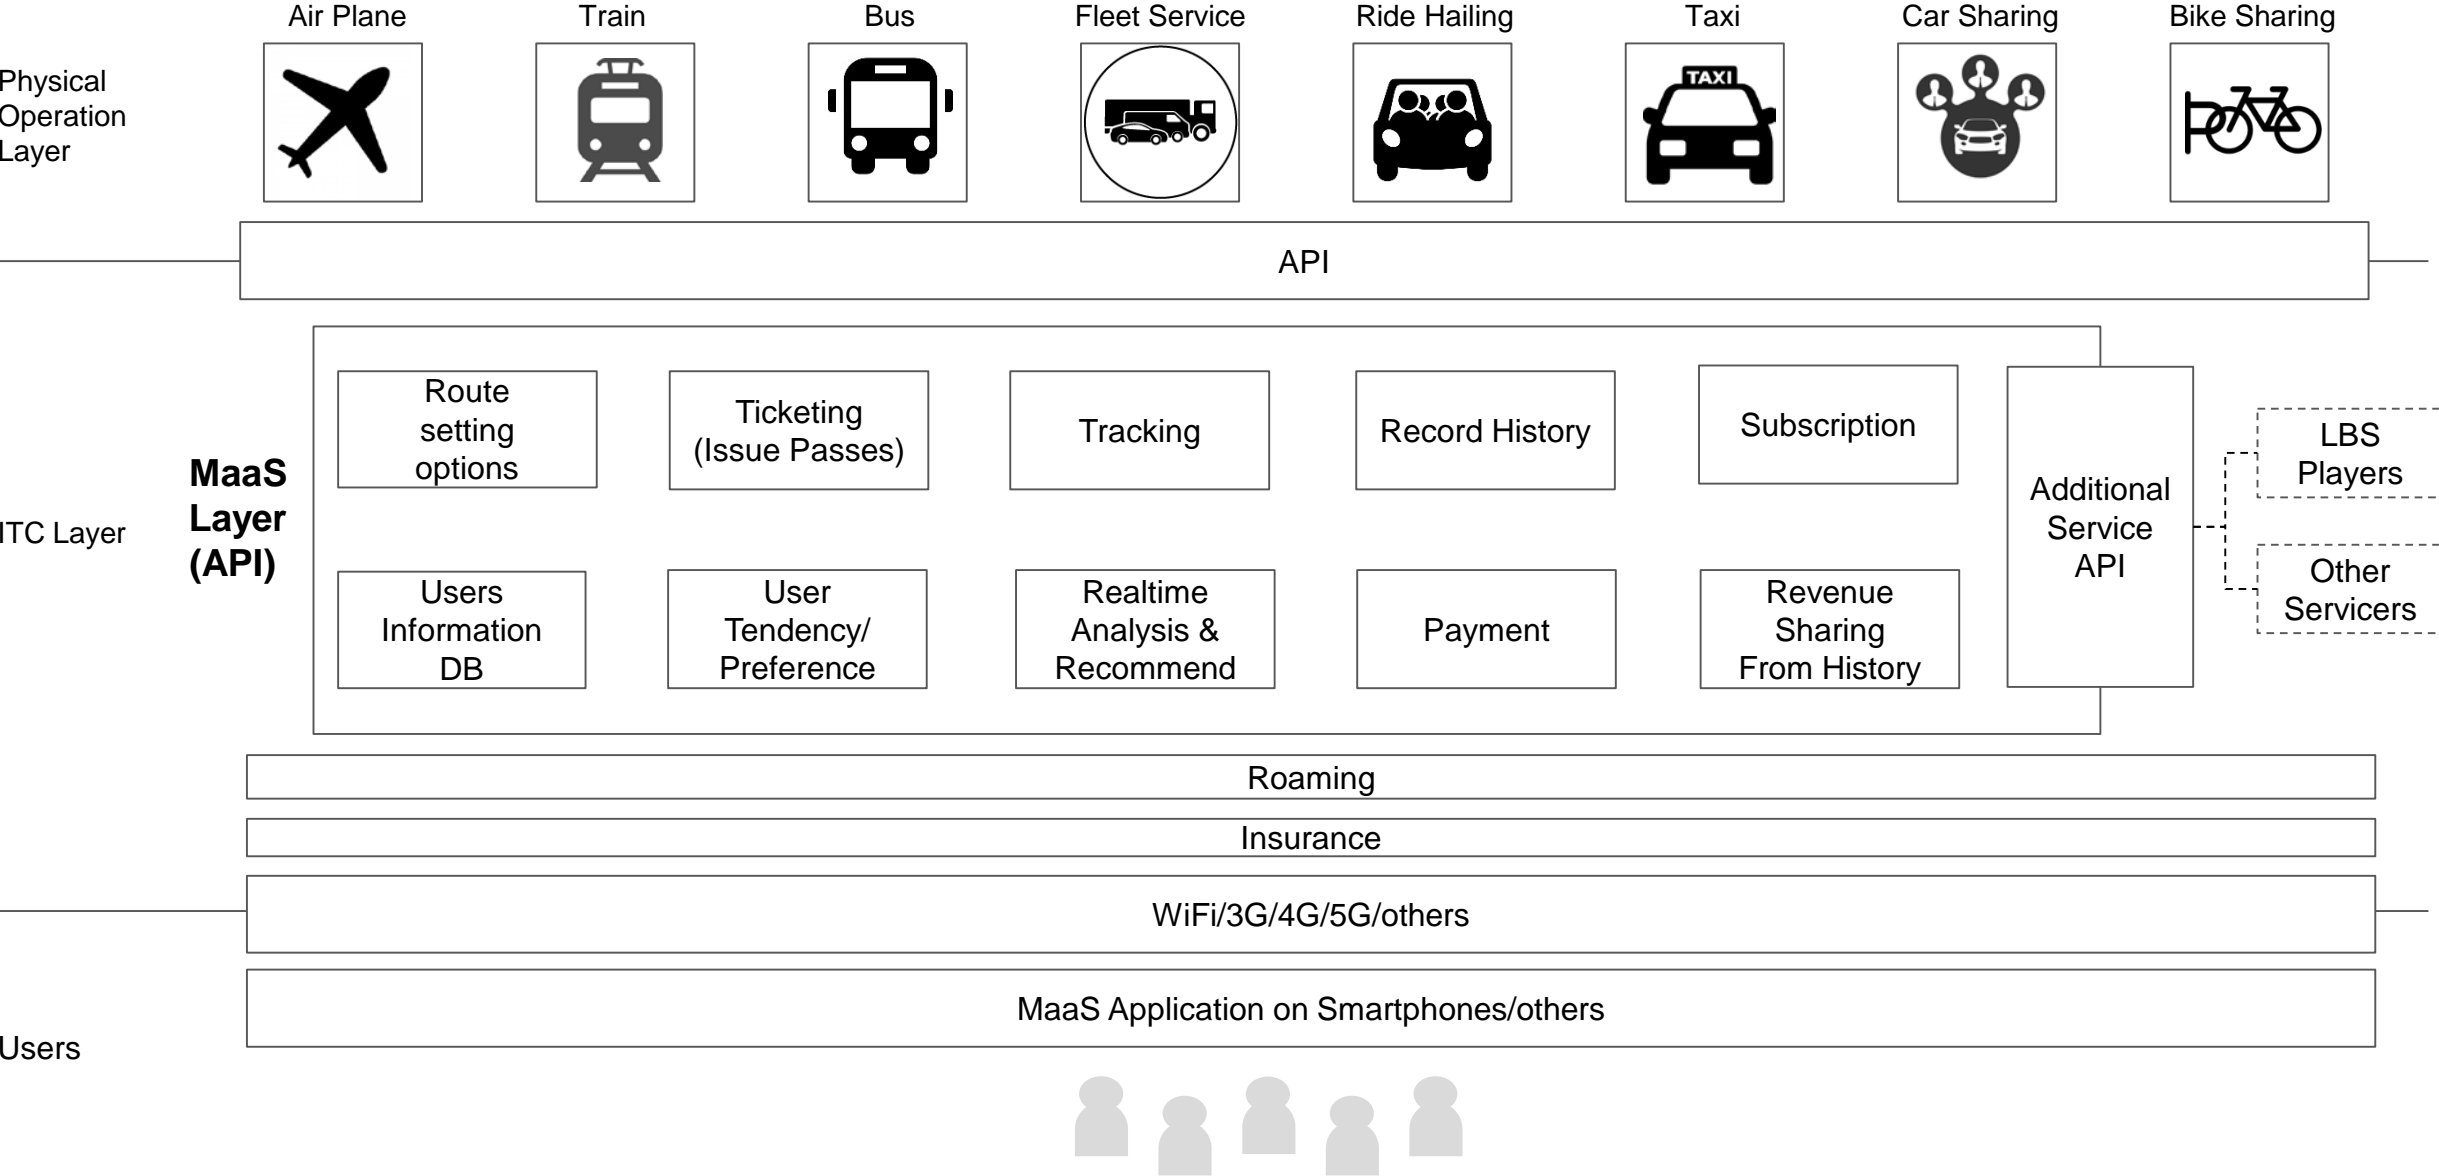 Air Plane
Train
Bus
Fleet Service
Ride Hailing
Taxi
Car Sharing
Bike Sharing
Physical
Operation
Layer
TAXI
API
ITC Layer
MaaS
Layer
(API)
Route
setting
options
Ticketing
(Issue Passes)
Tracking
Record History
Subscription
Users
Information
DB
User
Tendency/
Preference
Realtime
Analysis &
Recommend
Payment
Revenue
Sharing
From History
Additional
Service
API
LBS
Players
Other
Servicers
Roaming
Insurance
WiFi/3G/4G/5G/others
MaaS Application on Smartphones/others
Users